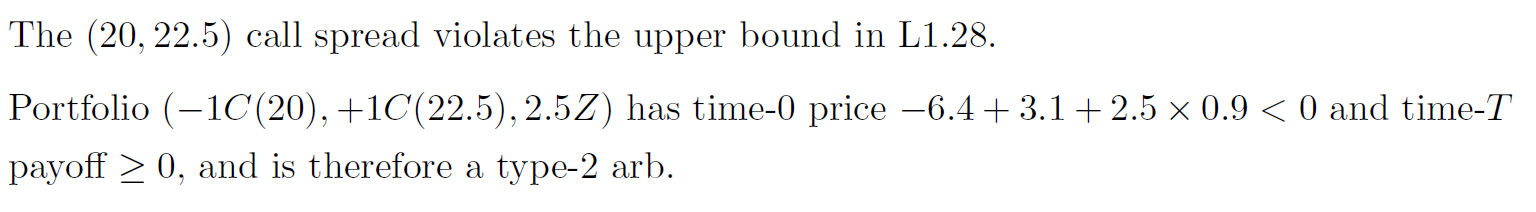 The (20, 22.5) call spread violates the upper bound in L1.28.
Portfolio (−1C(20), +1C(22.5), 2.5Z) has time-0 price −6.4 + 3.1 + 2.5 × 0.9 < 0 and time-T
payoff ≥ 0, and is therefore a type-2 arb.